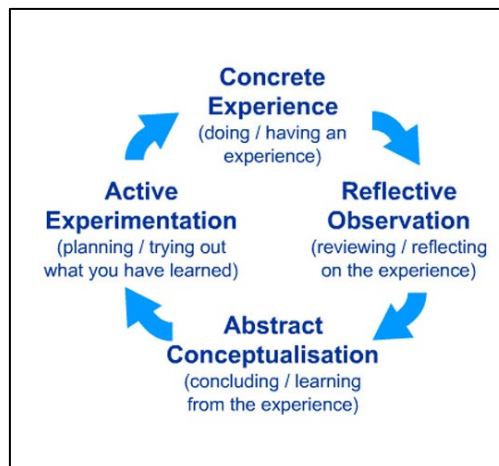 Concrete
Experience
(doing / having an
experience)
Active
Experimentation
(planning / trying out
what you have learned)
Reflective
Observation
(reviewing / reflecting
on the experience)
Abstract
Conceptualisation
(concluding / learning
from the experience)